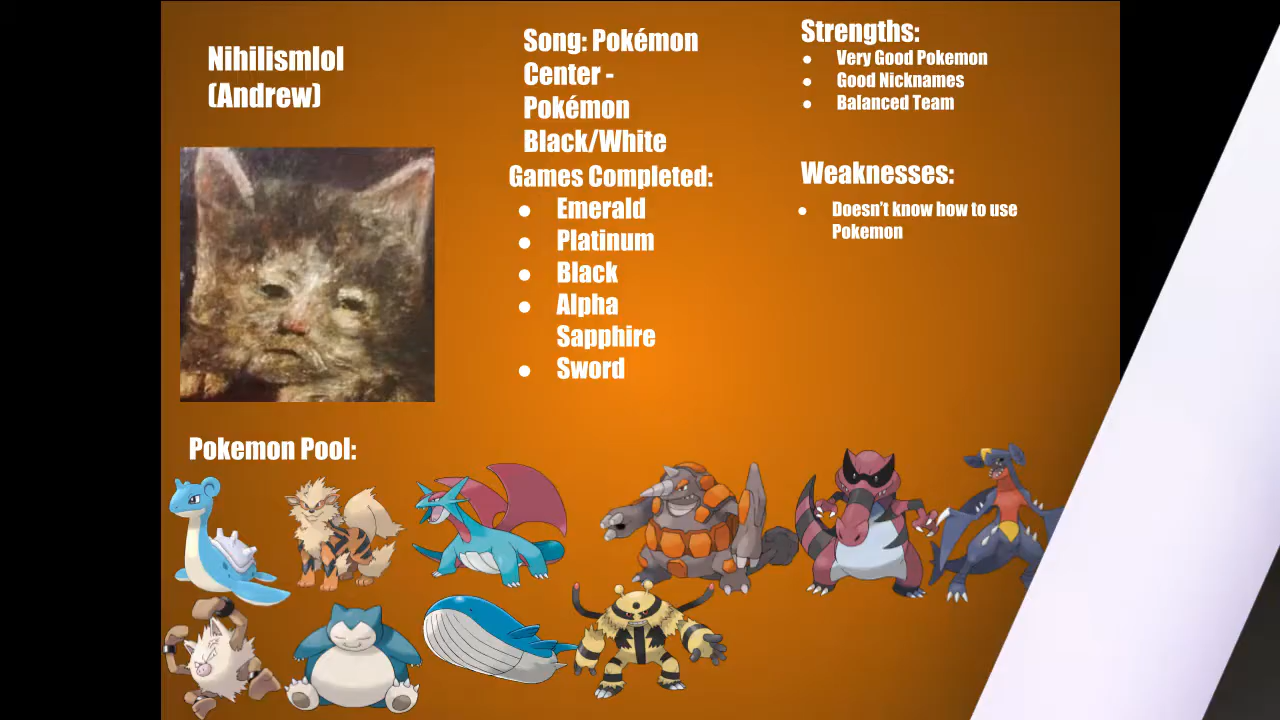 Nihilismlol
(Andrew)
Song: Pokémon
Center -
Pokémon
Black/White
Games Completed:
● Emerald
● Platinum
● Black
● Alpha
Sapphire
● Sword
Strengths:
● Very Good Pokemon
● Good Nicknames
● Balanced Team
Weaknesses:
● Doesn't know how to use
Pokemon
Pokemon Pool: